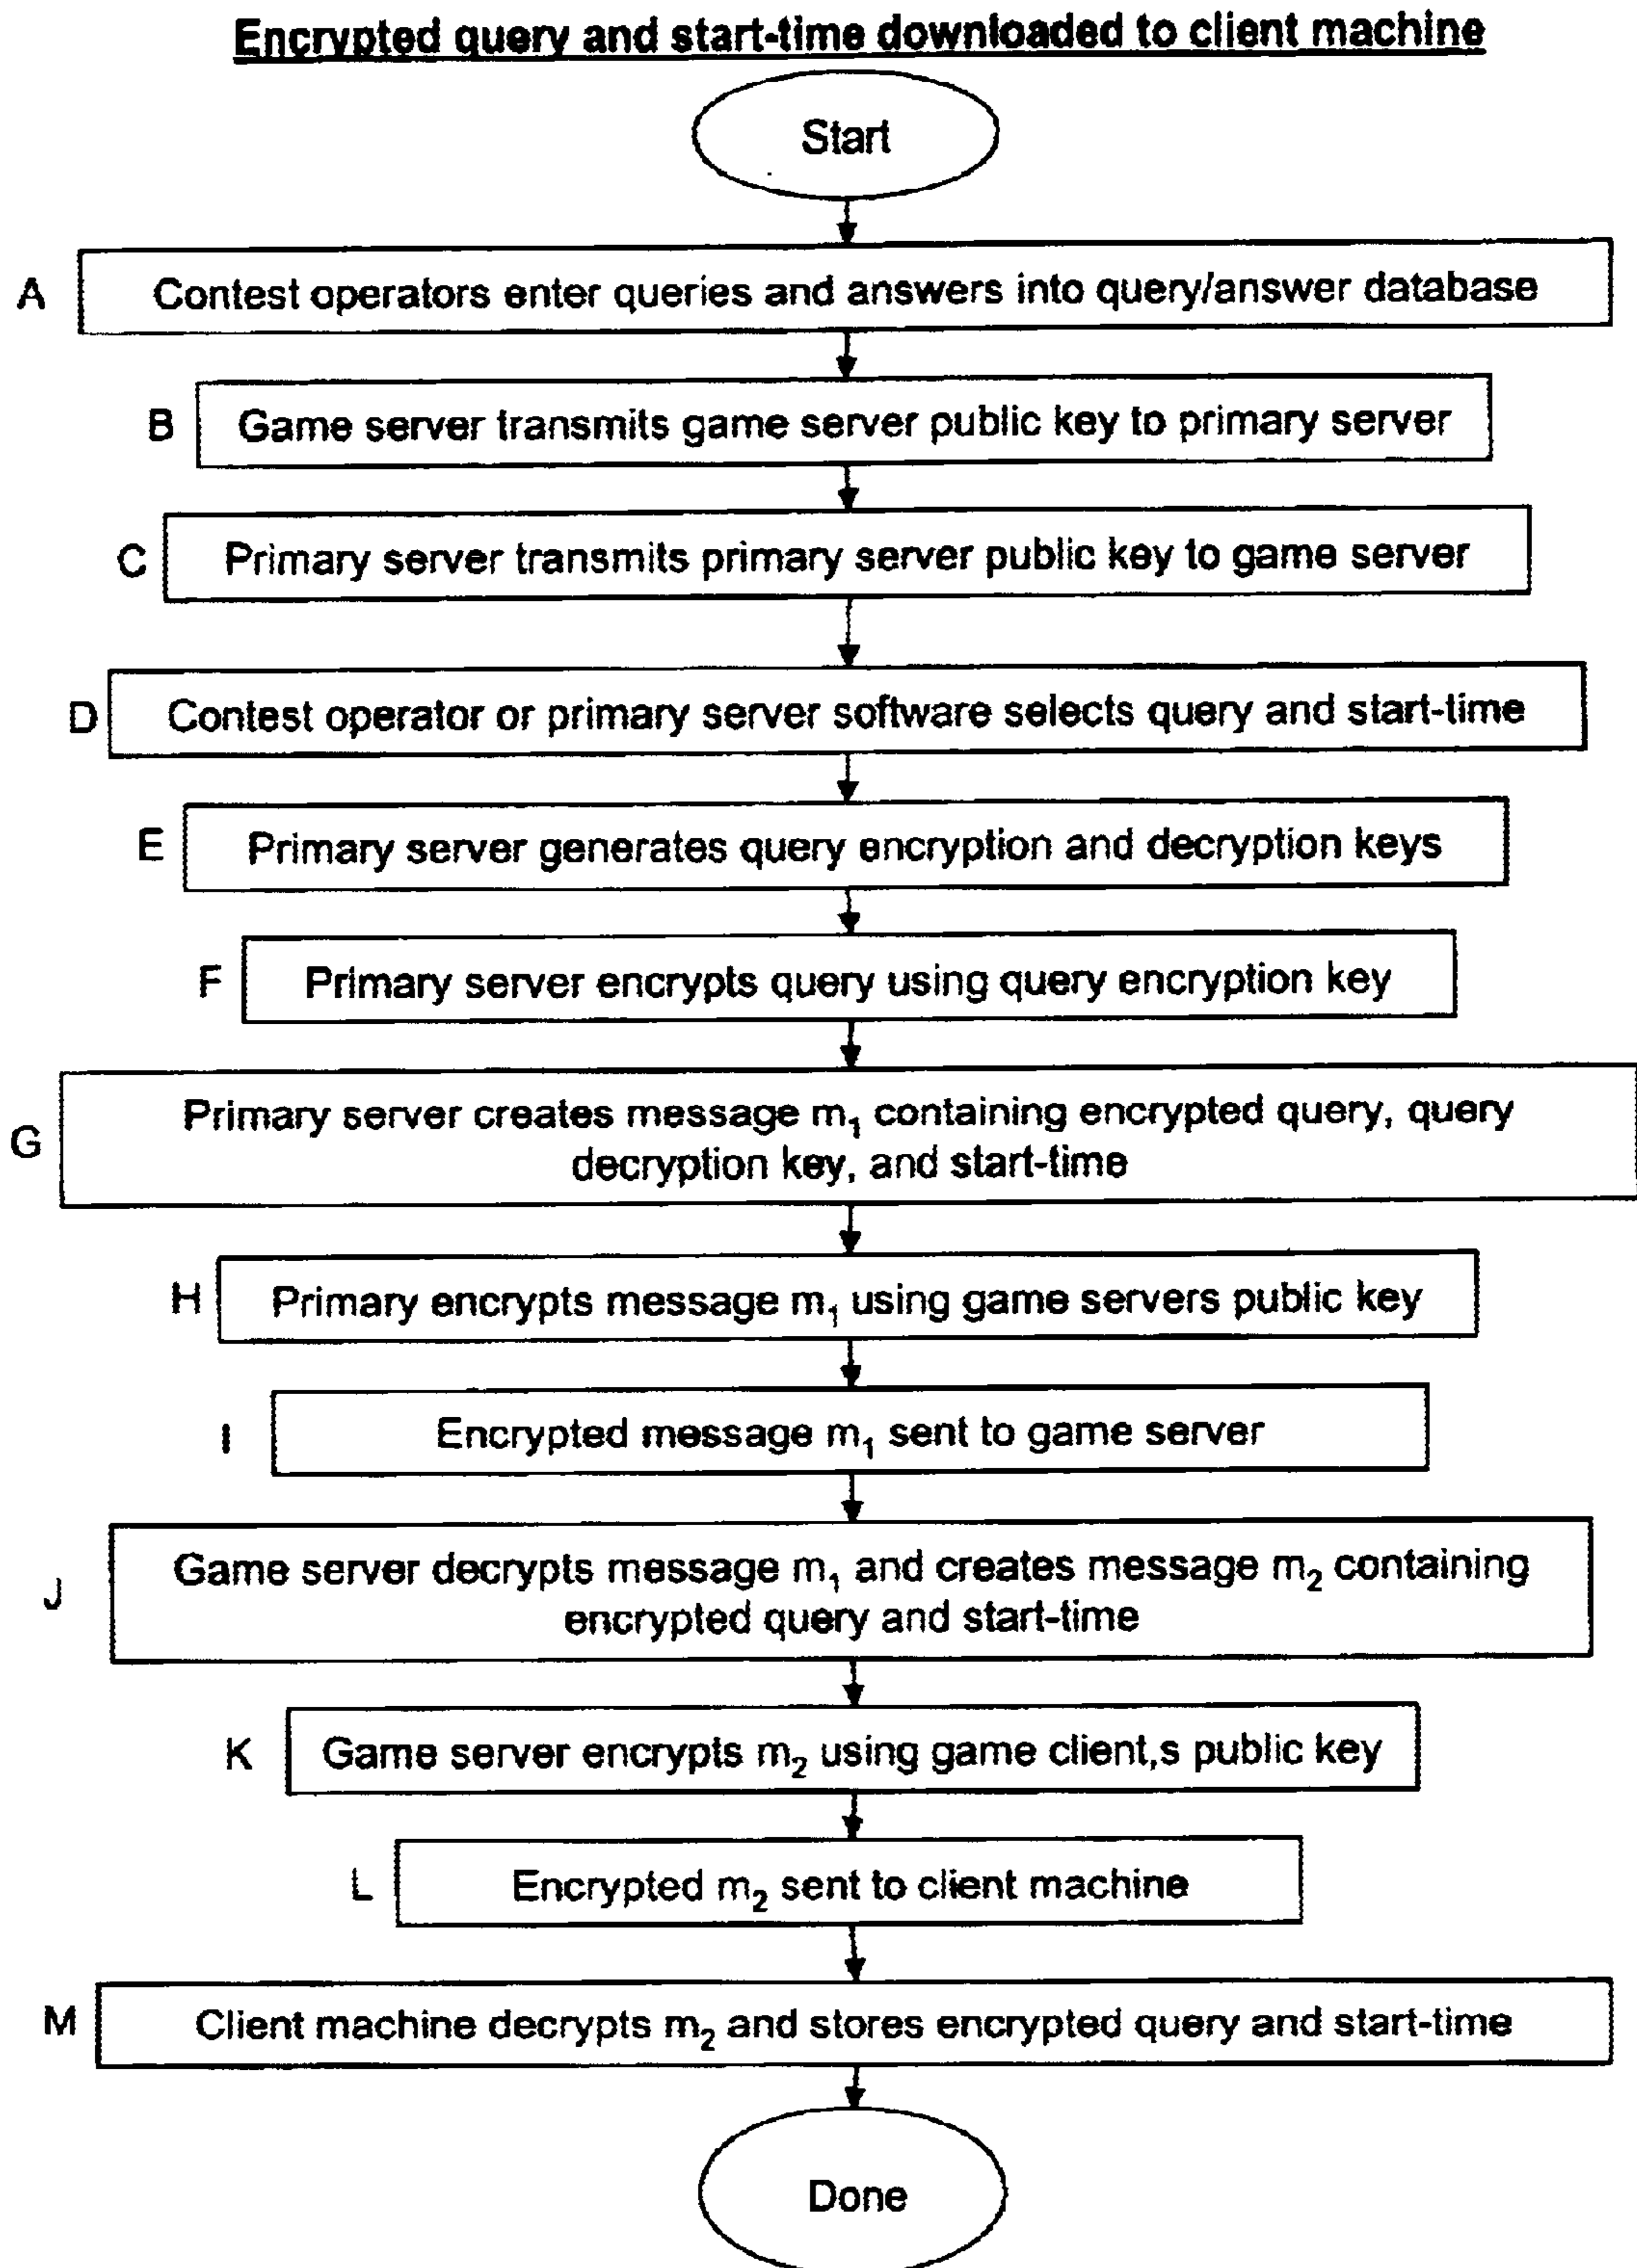 Encrypted query and start-time downloaded to client machine
Start
A
Contest operators enter queries and answers into query/answer database
B
Game server transmits game server public key to primary server
C
Primary server transmits primary server public key to game server
D
Contest operator or primary server software selects query and start-time
E
Primary server generates query encryption and decryption keys
F
Primary server encrypts query using query encryption key
G
Primary server creates message m₁ containing encrypted query, query
decryption key, and start-time
H
Primary encrypts message m₁ using game servers public key
I
Encrypted message m₁ sent to game server
J
Game server decrypts message m₁ and creates message m₂ containing
encrypted query and start-time
K
Game server encrypts m₂ using game client,s public key
L
Encrypted m₂ sent to client machine
M
Client machine decrypts m₂ and stores encrypted query and start-time
Done